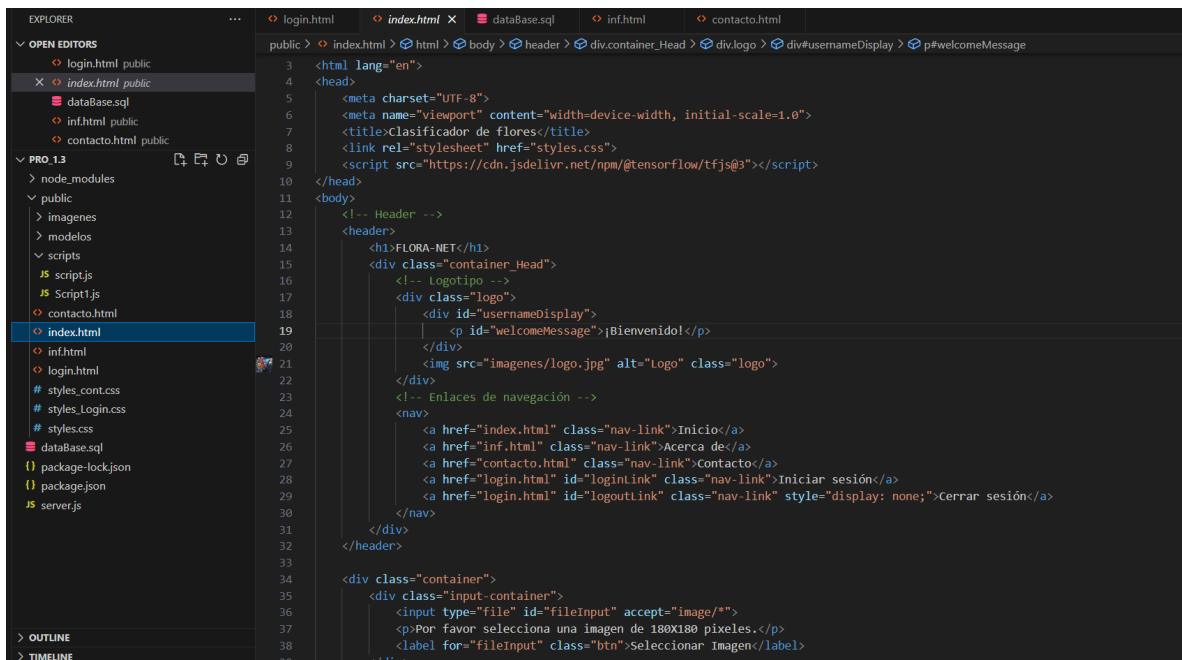 EXPLORER
OPEN EDITORS
login.html public
index.html public
dataBase.sql
inf.html public
contacto.html public
PRO_1.3
node_modules
public
imagenes
modelos
scripts
JS script.js
JS Script1.js
contacto.html
index.html
inf.html
login.html
# styles_cont.css
# styles_Login.css
# styles.css
dataBase.sql
{} package-lock.json
{} package.json
JS server.js
OUTLINE
TIMELINE
login.html index.html dataBase.sql inf.html contacto.html
public > index.html > html > body > header > div.container_Head > div.logo > div#usernameDisplay > p#welcomeMessage
3 <html lang="en">
4 <head>
5 <meta charset="UTF-8">
6 <meta name="viewport" content="width=device-width, initial-scale=1.0">
7 <title>Clasificador de flores</title>
8 <link rel="stylesheet" href="styles.css">
9 <script src="https://cdn.jsdelivr.net/npm/@tensorflow/tfjs@3"></script>
10 </head>
11 <body>
12 <!-- Header -->
13 <header>
14 <h1>FLORA-NET</h1>
15 <div class="container_Head">
16 <!-- Logotipo -->
17 <div class="logo">
18 <div id="usernameDisplay">
19 <p id="welcomeMessage">¡Bienvenido!</p>
20 </div>
21 <img src="imagenes/logo.jpg" alt="Logo" class="logo">
22 </div>
23 <!-- Enlaces de navegación -->
24 <nav>
25 <a href="index.html" class="nav-link">Inicio</a>
26 <a href="inf.html" class="nav-link">Acerca de</a>
27 <a href="contacto.html" class="nav-link">Contacto</a>
28 <a href="login.html" id="loginLink" class="nav-link">Iniciar sesión</a>
29 <a href="login.html" id="logoutLink" class="nav-link" style="display: none;">Cerrar sesión</a>
30 </nav>
31 </div>
32 </header>
33
34 <div class="container">
35 <div class="input-container">
36 <input type="file" id="fileInput" accept="image/*">
37 <p>Por favor selecciona una imagen de 180X180 pixeles.</p>
38 <label for="fileInput" class="btn">Seleccionar Imagen</label>